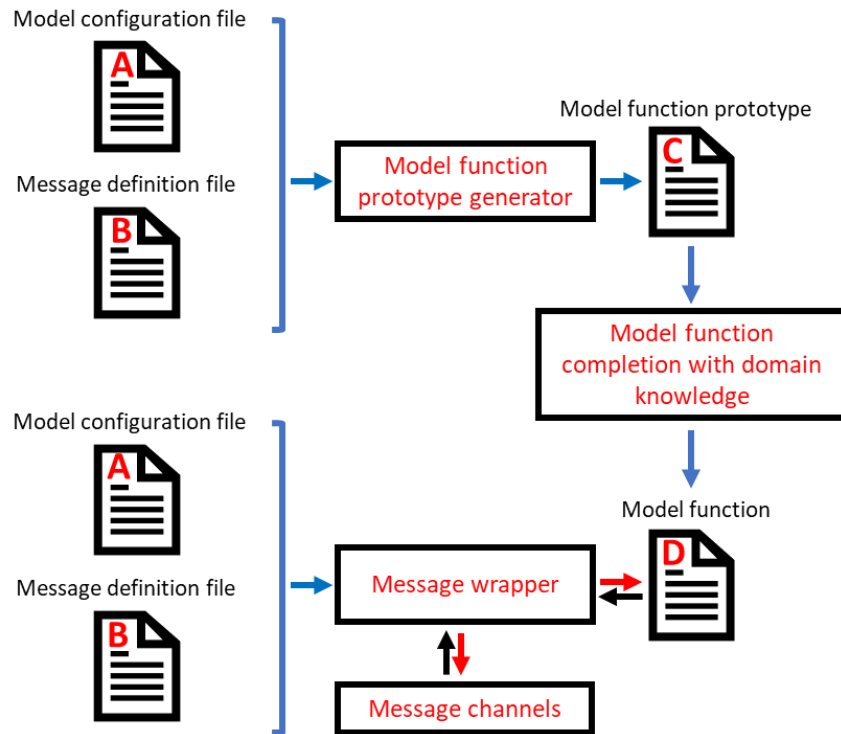 Model configuration file
A
Message definition file
B
Model function
prototype generator
Model function prototype
C
Model function
completion with domain
knowledge
Model configuration file
A
Message definition file
B
Message wrapper
Model function
D
Message channels